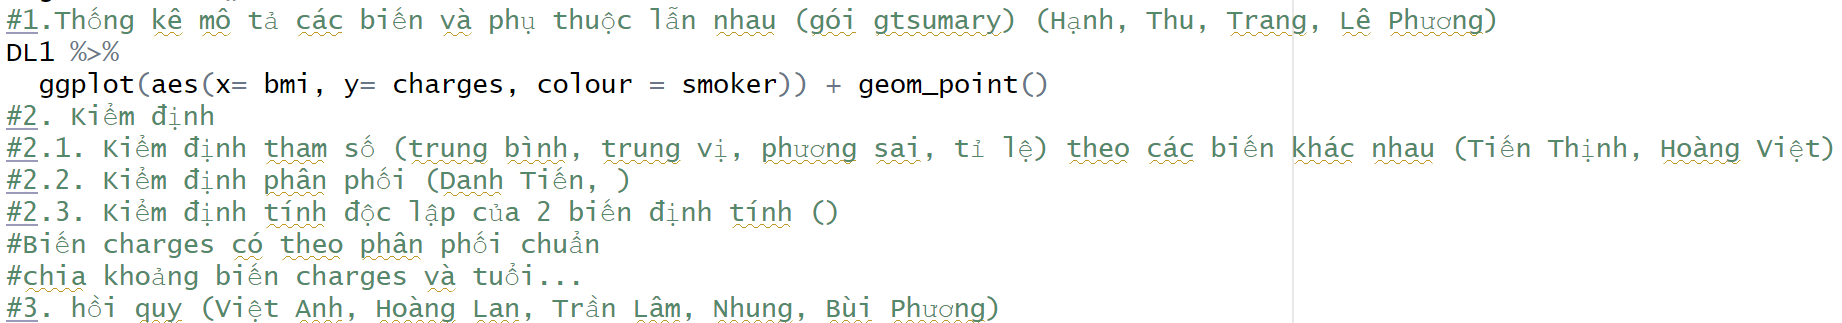 #1.Thống kê mô tả các biến và phụ thuộc lẫn nhau (gói gtsumary) (Hạnh, Thu, Trang, Lê Phương)
DL1 %>%
  ggplot(aes(x= bmi, y= charges, colour = smoker)) + geom_point()
#2. Kiểm định
#2.1. Kiểm định tham số (trung bình, trung vị, phương sai, tỉ lệ) theo các biến khác nhau (Tiến Thịnh, Hoàng Việt)
#2.2. Kiểm định phân phối (Danh Tiến, )
#2.3. Kiểm định tính độc lập của 2 biến định tính ()
#Biến charges có theo phân phối chuẩn
#chia khoảng biến charges và tuổi...
#3. hồi quy (Việt Anh, Hoàng Lan, Trần Lâm, Nhung, Bùi Phương)